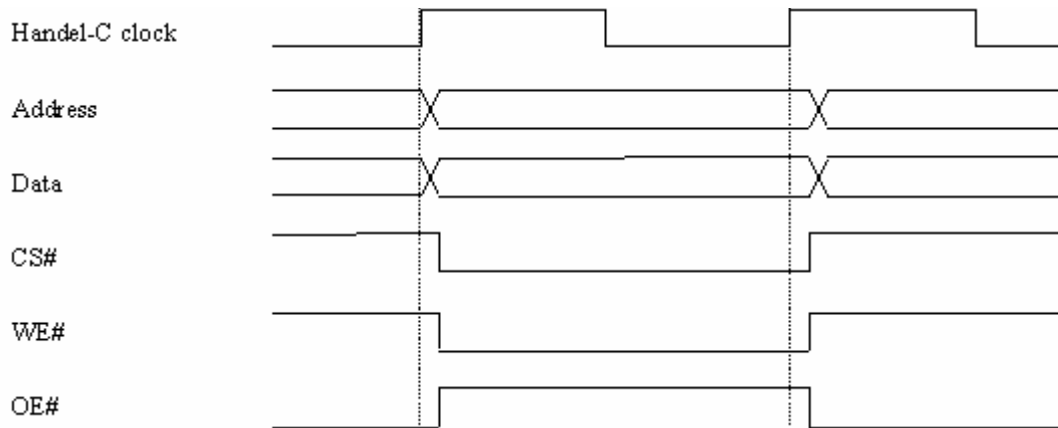 Handel-C clock
Address
Data
CS#
WE#
OE#